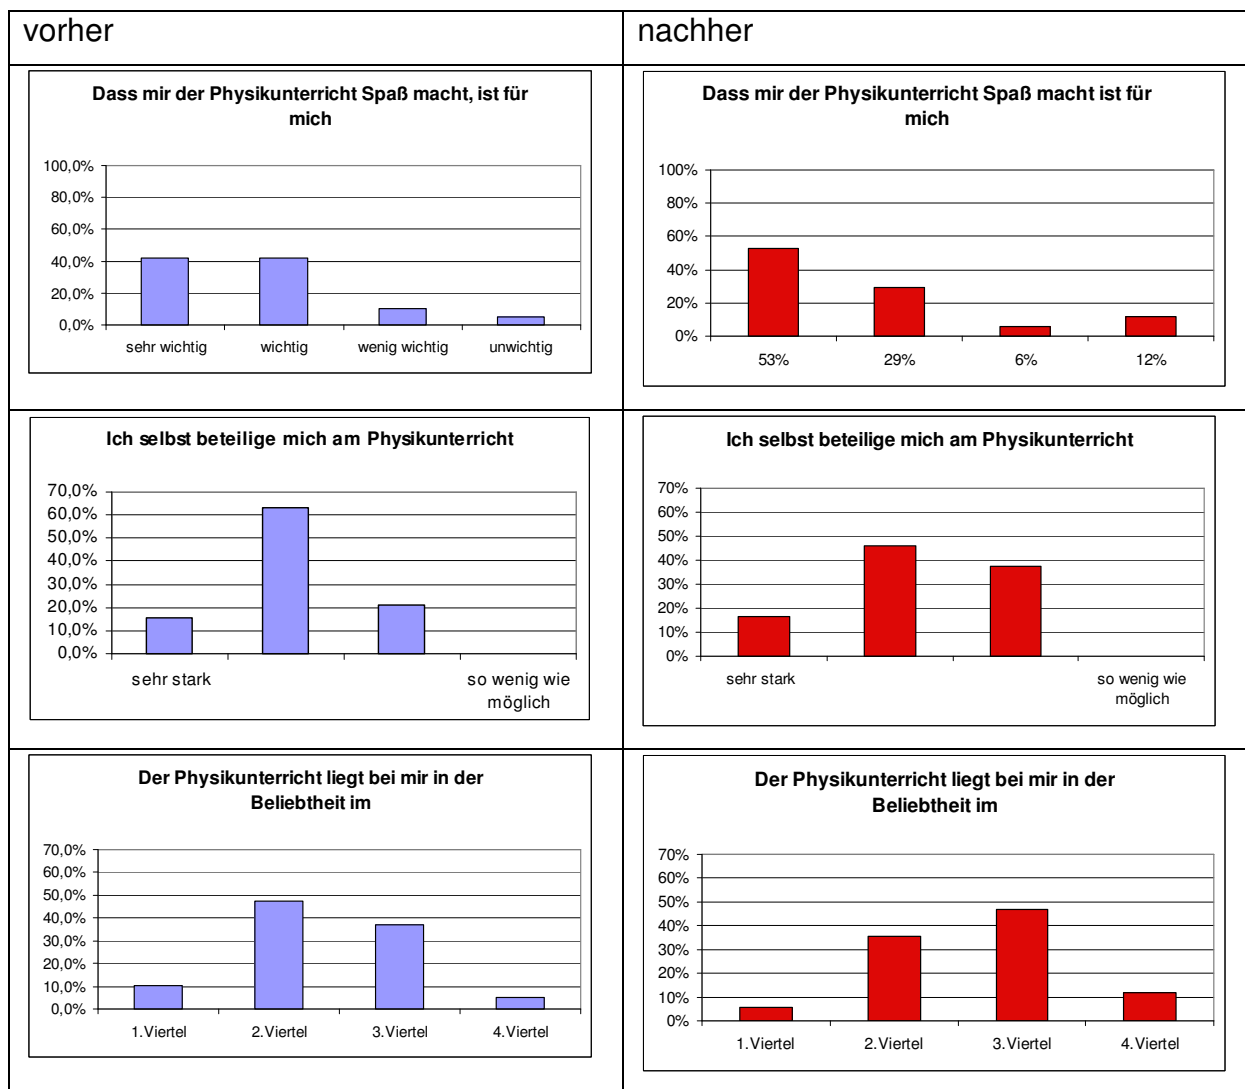 vorher
nachher
Dass mir der Physikunterricht Spaß macht, ist für
mich
100,0%
80,0%
60,0%
40,0%
20,0%
0,0%
sehr wichtig
wichtig
wenig wichtig
unwichtig
Dass mir der Physikunterricht Spaß macht ist für
mich
100%
80%
60%
40%
20%
0%
53%
29%
6%
12%
Ich selbst beteilige mich am Physikunterricht
70,0%
60,0%
50,0%
40,0%
30,0%
20,0%
10,0%
0,0%
sehr stark
so wenig wie
möglich
Ich selbst beteilige mich am Physikunterricht
70%
60%
50%
40%
30%
20%
10%
0%
sehr stark
so wenig wie
möglich
Der Physikunterricht liegt bei mir in der
Beliebtheit im
70,0%
60,0%
50,0%
40,0%
30,0%
20,0%
10,0%
0,0%
1.Viertel
2.Viertel
3.Viertel
4.Viertel
Der Physikunterricht liegt bei mir in der
Beliebtheit im
70%
60%
50%
40%
30%
20%
10%
0%
1.Viertel
2.Viertel
3.Viertel
4.Viertel